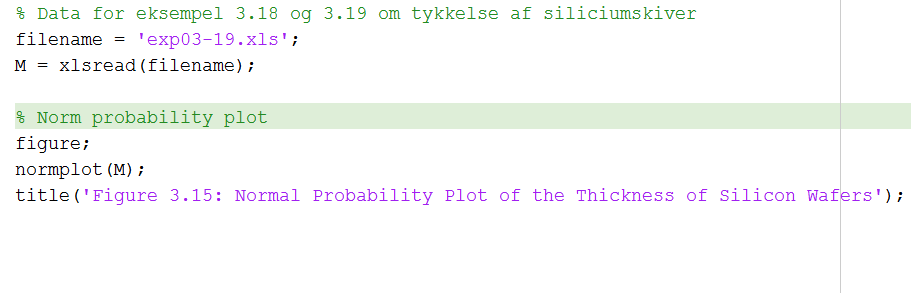 % Data for eksempel 3.18 og 3.19 om tykkelse af siliciumskiver
filename = 'exp03-19.xls';
M = xlsread(filename);
% Norm probability plot
figure;
normplot(M);
title('Figure 3.15: Normal Probability Plot of the Thickness of Silicon Wafers');